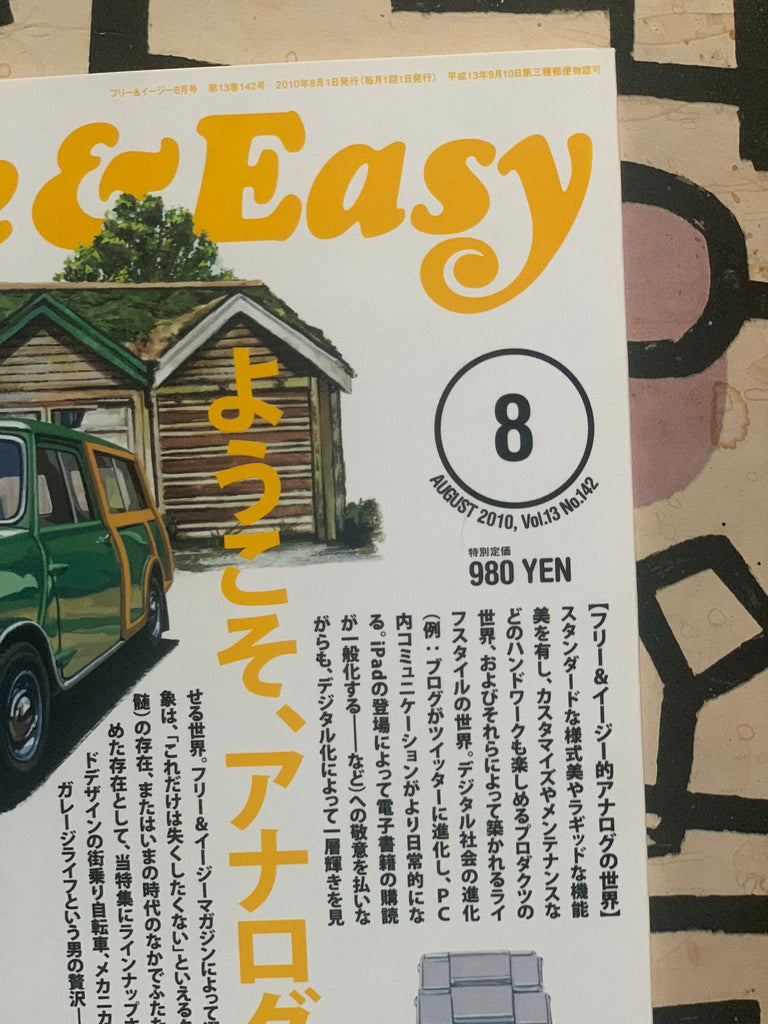 フリー&イージー8月号 第13巻142号 2010年8月1日発行(毎月1回1日発行) 平成13年9月10日第三種郵便物認可
& Easy
8
AUGUST 2010, Vol.13 No.142
特別定価
980 YEN
ようこそ、アナログ
【フリー&イージー的アナログの世界】
スタンダードな様式美やラギッドな機能
美を有し、カスタマイズやメンテナンスな
どのハンドワークも楽しめるプロダクツの
世界、およびそれらによって築かれるライ
フスタイルの世界。デジタル社会の進化
(例:ブログがツイッターに進化し、PC
内コミュニケーションがより日常的にな
る。iPadの登場によって電子書籍の購読
が一般化する――など)への敬意を払いな
がらも、デジタル化によって一層輝きを見
せる世界。フリー&イージーマガジンによって
象は、「これだけは失くしたくない」といえる
髄)の存在、またはいまの時代のなかでふた
めた存在として、当特集にラインナップ
ドデザインの街乗り自転車、メカニカ
ガレージライフという男の贅沢―